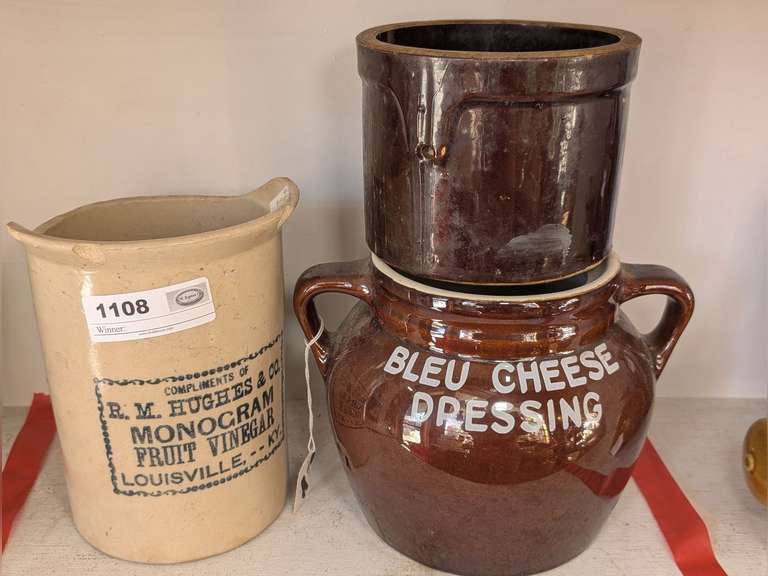 1108
Winner:
COMPLIMENTS OF
R. M. HUGHES & CO.
MONOGRAM
FRUIT VINEGAR
LOUISVILLE, -- KY.
BLEU CHEESE
DRESSING